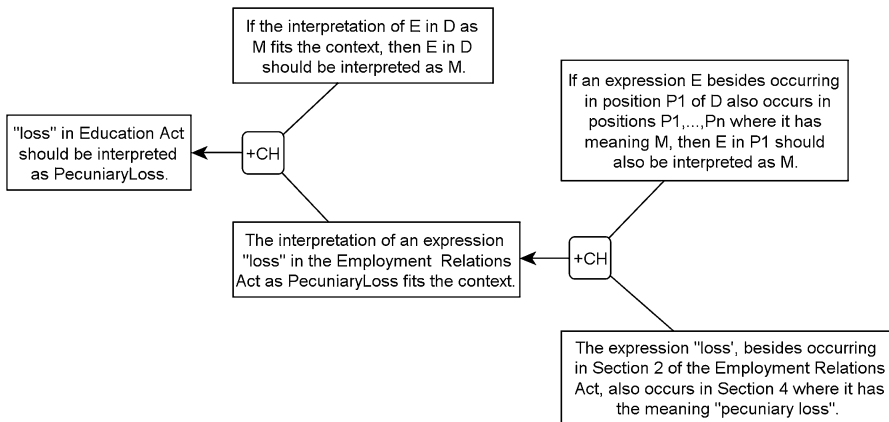 If the interpretation of E in D as
M fits the context, then E in D
should be interpreted as M.
"loss" in Education Act
should be interpreted
as PecuniaryLoss.
+CH
If an expression E besides occurring
in position P1 of D also occurs in
positions P1,...,Pn where it has
meaning M, then E in P1 should
also be interpreted as M.
The interpretation of an expression
"loss" in the Employment Relations
Act as PecuniaryLoss fits the context.
+CH
The expression "loss', besides occurring
in Section 2 of the Employment Relations
Act, also occurs in Section 4 where it has
the meaning "pecuniary loss".